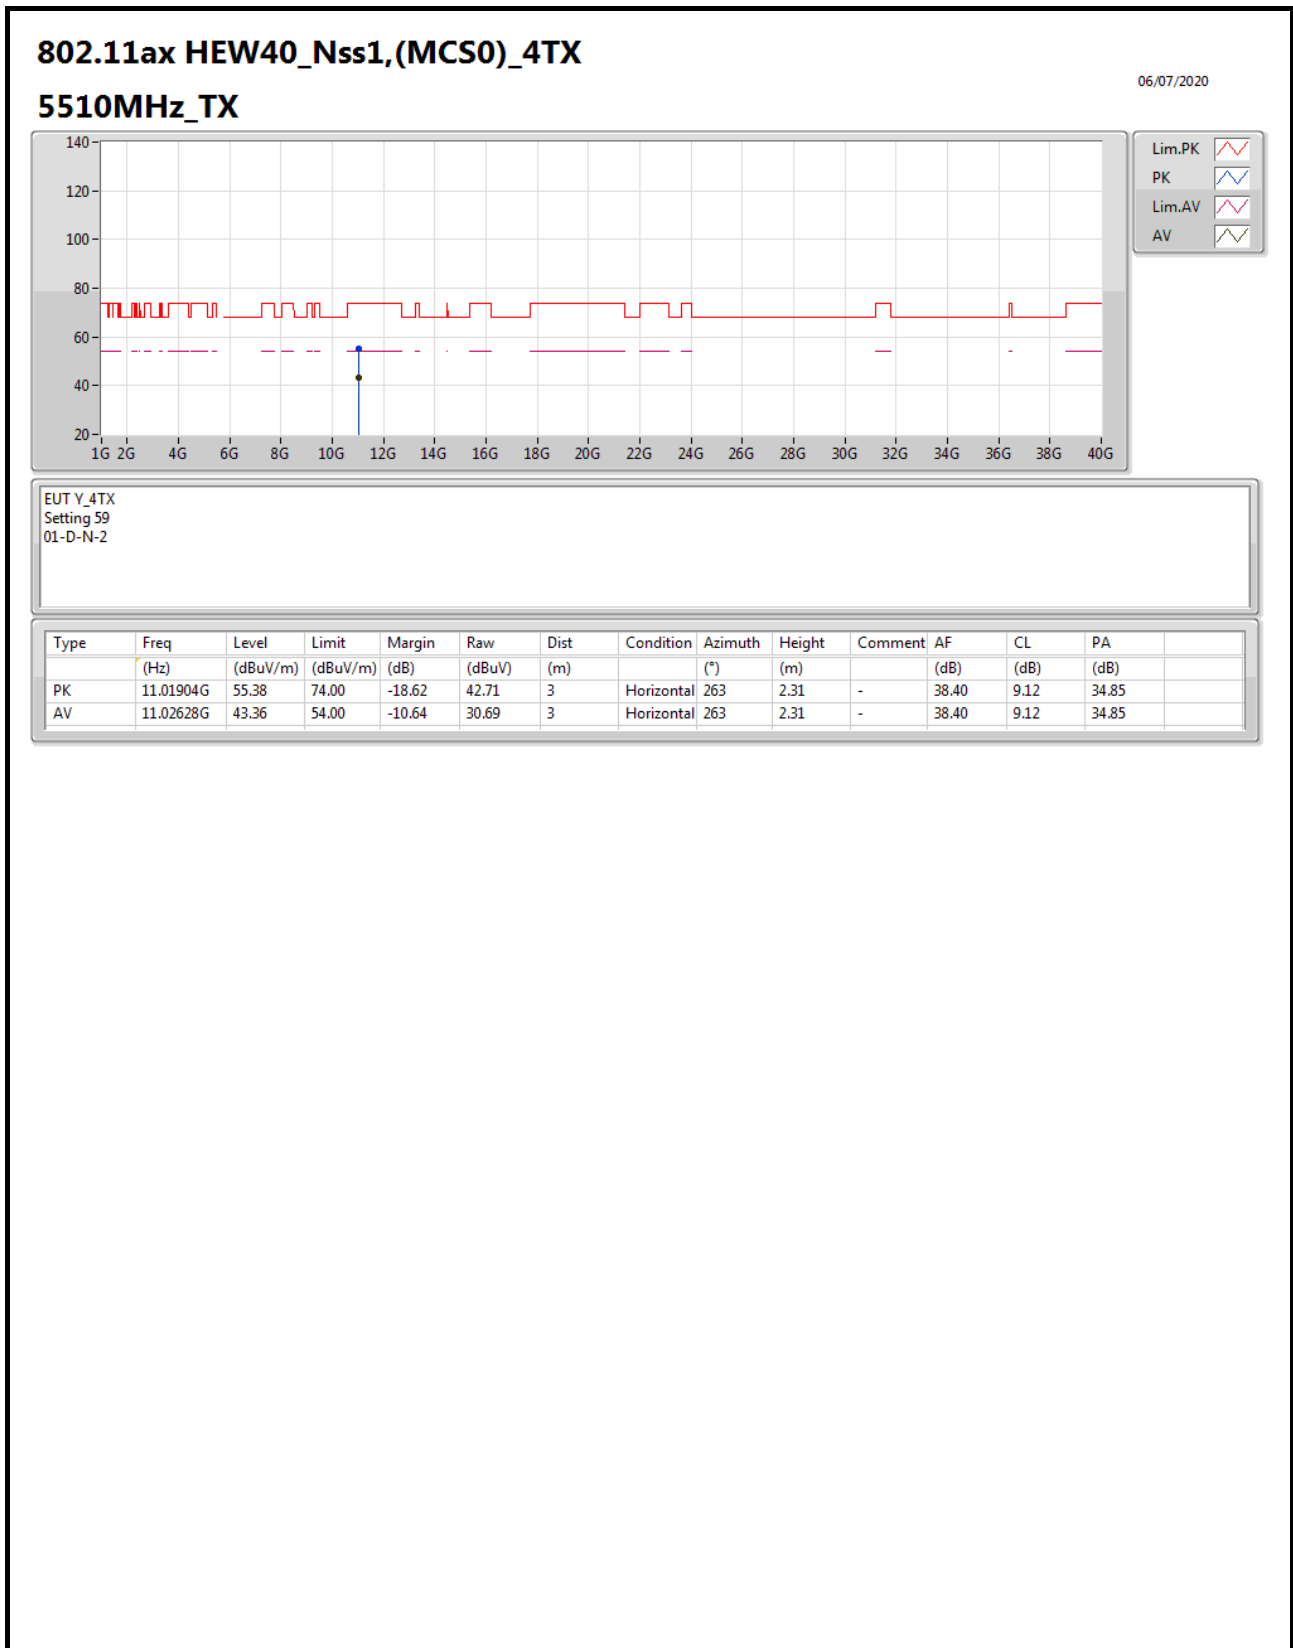 802.11ax HEW40_Nss1,(MCS0)_4TX
06/07/2020
5510MHz_TX
140
120
100
80
60
40
20
1G 2G 4G 6G 8G 10G 12G 14G 16G 18G 20G 22G 24G 26G 28G 30G 32G 34G 36G 38G 40G
Lim.PK
PK
Lim.AV
AV
EUT Y_4TX
Setting 59
01-D-N-2
Type Freq Level Limit Margin Raw Dist Condition Azimuth Height Comment AF CL PA
(Hz) (dBuV/m) (dBuV/m) (dB) (dBuV) (m) (°) (m) (dB) (dB) (dB)
PK 11.01904G 55.38 74.00 -18.62 42.71 3 Horizontal 263 2.31 - 38.40 9.12 34.85
AV 11.02628G 43.36 54.00 -10.64 30.69 3 Horizontal 263 2.31 - 38.40 9.12 34.85